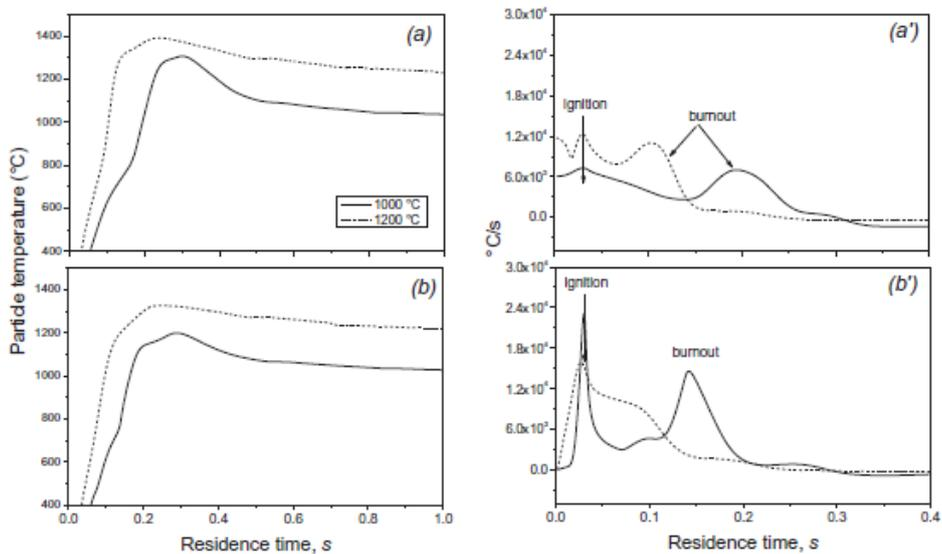 (a)
1400
1200
1000
800
600
400
1000 °C
1200 °C
(b)
1400
1200
1000
800
600
400
0.0 0.2 0.4 0.6 0.8 1.0
Residence time, s
Particle temperature (°C)
(a')
3.0x10⁴
2.4x10⁴
1.8x10⁴
1.2x10⁴
6.0x10³
0.0
Ignition
burnout
(b')
3.0x10⁴
2.4x10⁴
1.8x10⁴
1.2x10⁴
6.0x10³
0.0
Ignition
burnout
0.0 0.1 0.2 0.3 0.4
Residence time, s
°C/s